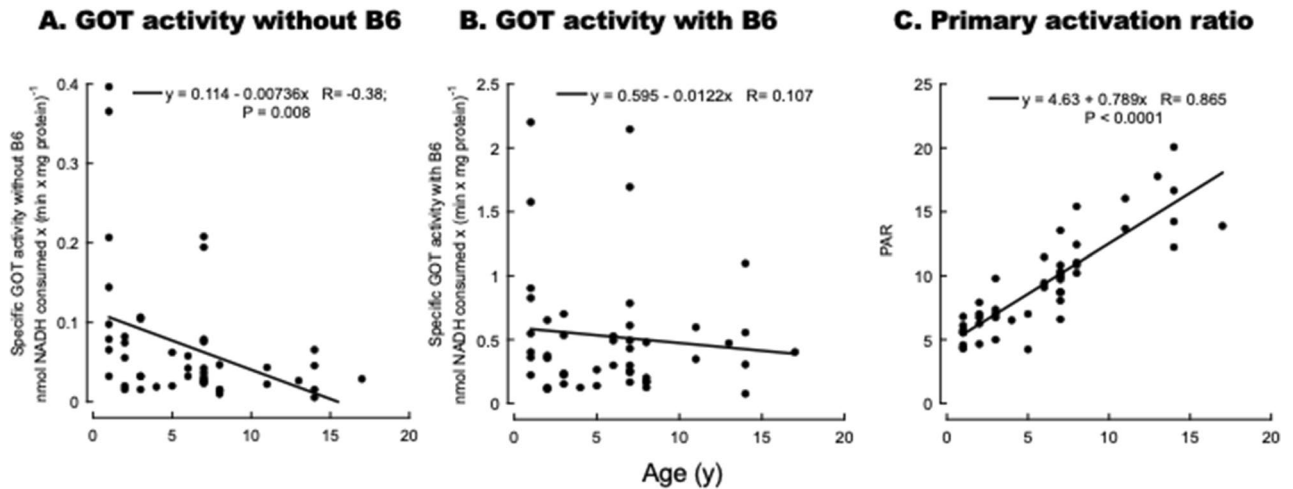 A. GOT activity without B6
B. GOT activity with B6
C. Primary activation ratio
Specific GOT activity without B6
nmol NADH consumed x (min x mg protein)⁻¹
0.4
0.3
0.2
0.1
0
y = 0.114 - 0.00736x R= -0.38;
P = 0.008
0 5 10 15 20
Specific GOT activity with B6
nmol NADH consumed x (min x mg protein)⁻¹
2.5
2
1.5
1
0.5
0
y = 0.595 - 0.0122x R= 0.107
0 5 10 15 20
PAR
25
20
15
10
5
0
y = 4.63 + 0.789x R= 0.865
P < 0.0001
0 5 10 15 20
Age (y)